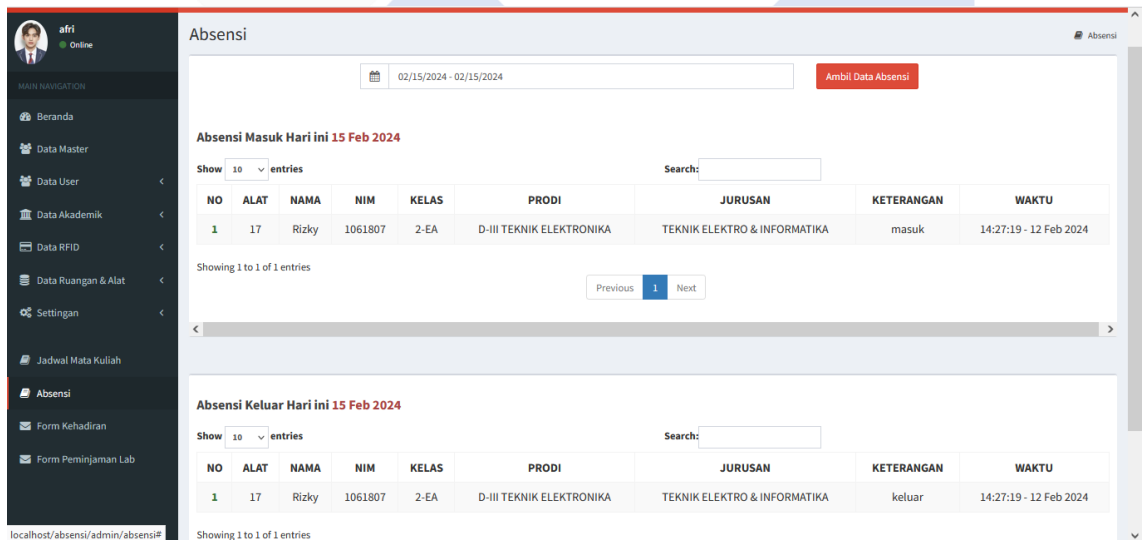 afri
Online
MAIN NAVIGATION
Beranda
Data Master
Data User
Data Akademik
Data RFID
Data Ruangan & Alat
Settingan
Jadwal Mata Kuliah
Absensi
Form Kehadiran
Form Peminjaman Lab
localhost/absensi/admin/absensi#
Absensi
Absensi
02/15/2024 - 02/15/2024
Ambil Data Absensi
Absensi Masuk Hari ini 15 Feb 2024
Show 10 entries Search:
NO ALAT NAMA NIM KELAS PRODI JURUSAN KETERANGAN WAKTU
1 17 Rizky 1061807 2-EA D-III TEKNIK ELEKTRONIKA TEKNIK ELEKTRO & INFORMATIKA masuk 14:27:19 - 12 Feb 2024
Showing 1 to 1 of 1 entries
Previous 1 Next
Absensi Keluar Hari ini 15 Feb 2024
Show 10 entries Search:
NO ALAT NAMA NIM KELAS PRODI JURUSAN KETERANGAN WAKTU
1 17 Rizky 1061807 2-EA D-III TEKNIK ELEKTRONIKA TEKNIK ELEKTRO & INFORMATIKA keluar 14:27:19 - 12 Feb 2024
Showing 1 to 1 of 1 entries